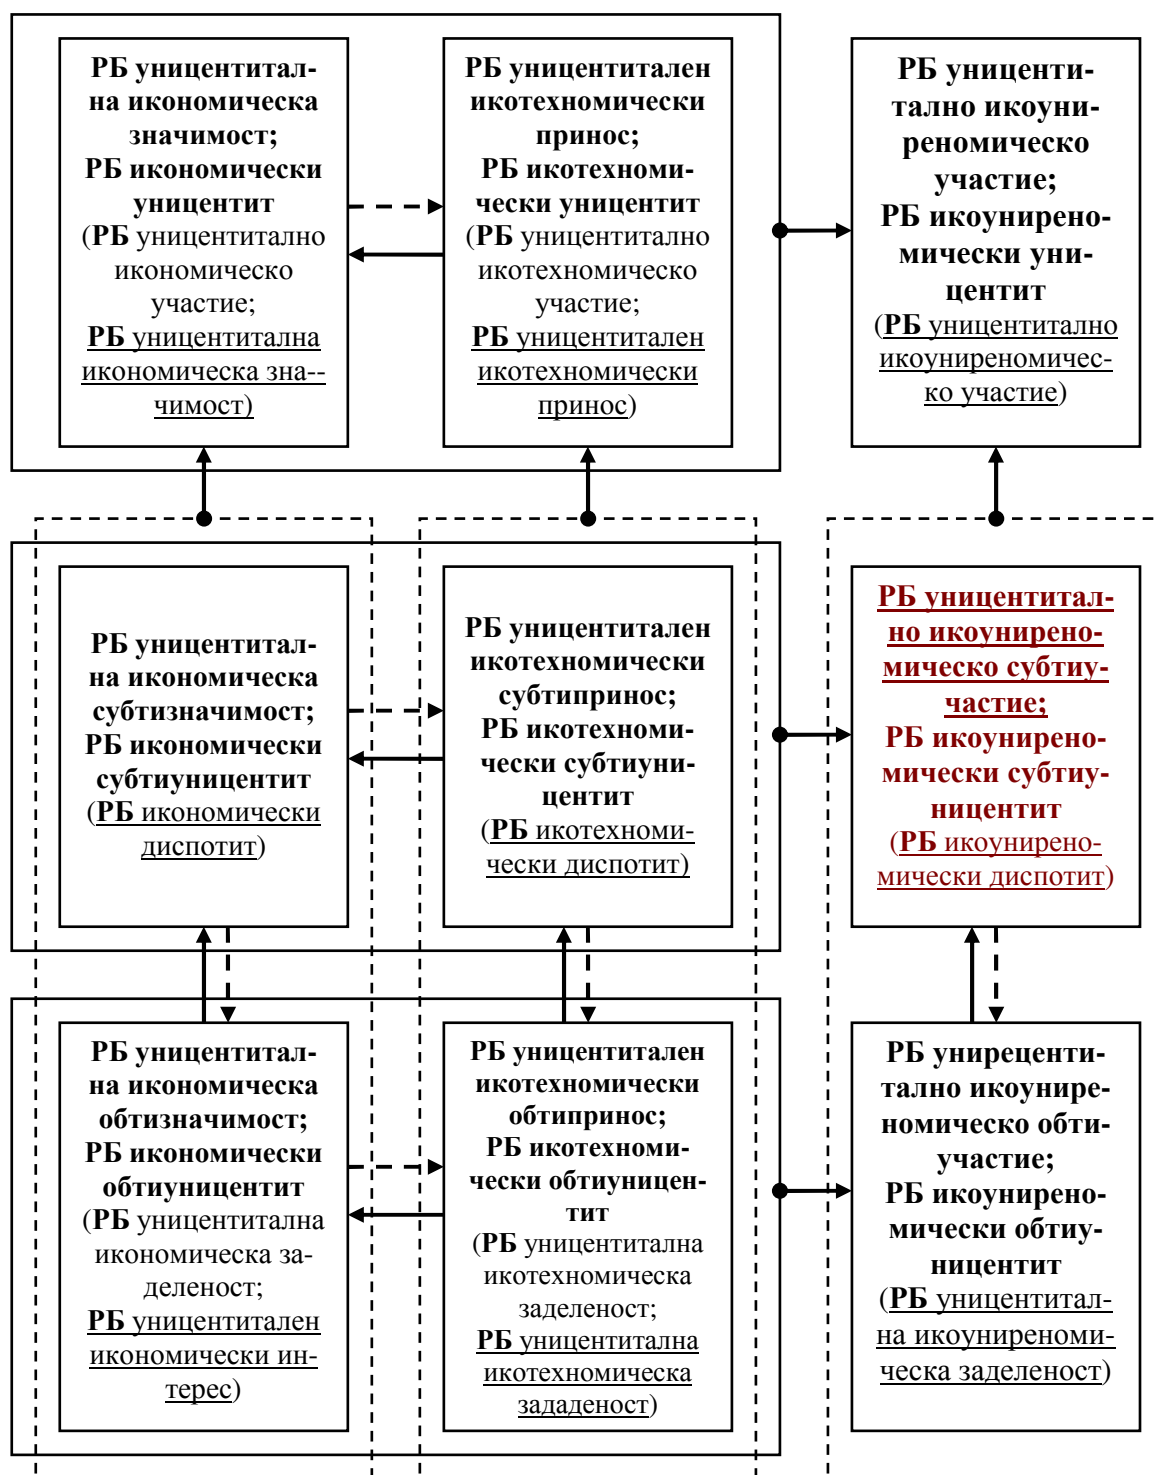 РБ уницентитал-
на икономическа
значимост;
РБ икономически
уницентит
(РБ уницентитално
икономическо
участие;
РБ уницентитална
икономическа зна--
чимост)
РБ уницентитален
икотехномически
принос;
РБ икотехноми-
чески уницентит
(РБ уницентитално
икотехномическо
участие;
РБ уницентитален
икотехномически
принос)
РБ униценти-
тално икоуни-
реномическо
участие;
РБ икоунирено-
мически уни-
центит
(РБ уницентитално
икоуниреномичес-
ко участие)
РБ уницентитал-
на икономическа
субтизначимост;
РБ икономически
субтиуницентит
(РБ икономически
диспотит)
РБ уницентитален
икотехномически
субтипринос;
РБ икотехноми-
чески субтиуни-
центит
(РБ икотехноми-
чески диспотит)
РБ уницентитал-
но икоунирено-
мическо субтиу-
частие;
РБ икоунирено-
мически субтиу-
ницентит
(РБ икоунирено-
мически диспотит)
РБ уницентитал-
на икономическа
обтизначимост;
РБ икономически
обтиуницентит
(РБ уницентитална
икономическа за-
деленост;
РБ уницентитален
икономически ин-
терес)
РБ уницентитален
икотехномически
обтипринос;
РБ икотехноми-
чески обтиуницен-
тит
(РБ уницентитална
икотехномическа
заделеност;
РБ уницентитална
икотехномическа
зададеност)
РБ униреценти-
тално икоунире-
номическо обти-
участие;
РБ икоунирено-
мически обтиу-
ницентит
(РБ уницентитал-
на икоуниреноми-
ческа заделеност)